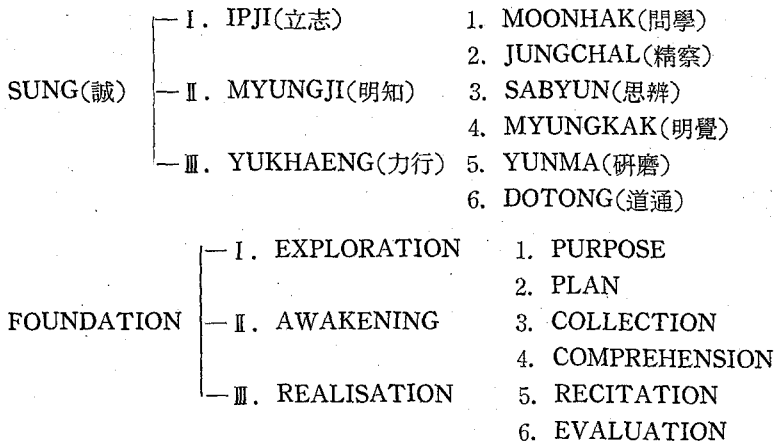 I. IPJI(立志) 1. MOONHAK(問學)
2. JUNGCHAL(精察)
SUNG(誠) II. MYUNGJI(明知) 3. SABYUN(思辨)
4. MYUNGKAK(明覺)
III. YUKHAENG(力行) 5. YUNMA(硏磨)
6. DOTONG(道通)
I. EXPLORATION 1. PURPOSE
2. PLAN
FOUNDATION II. AWAKENING 3. COLLECTION
4. COMPREHENSION
III. REALISATION 5. RECITATION
6. EVALUATION